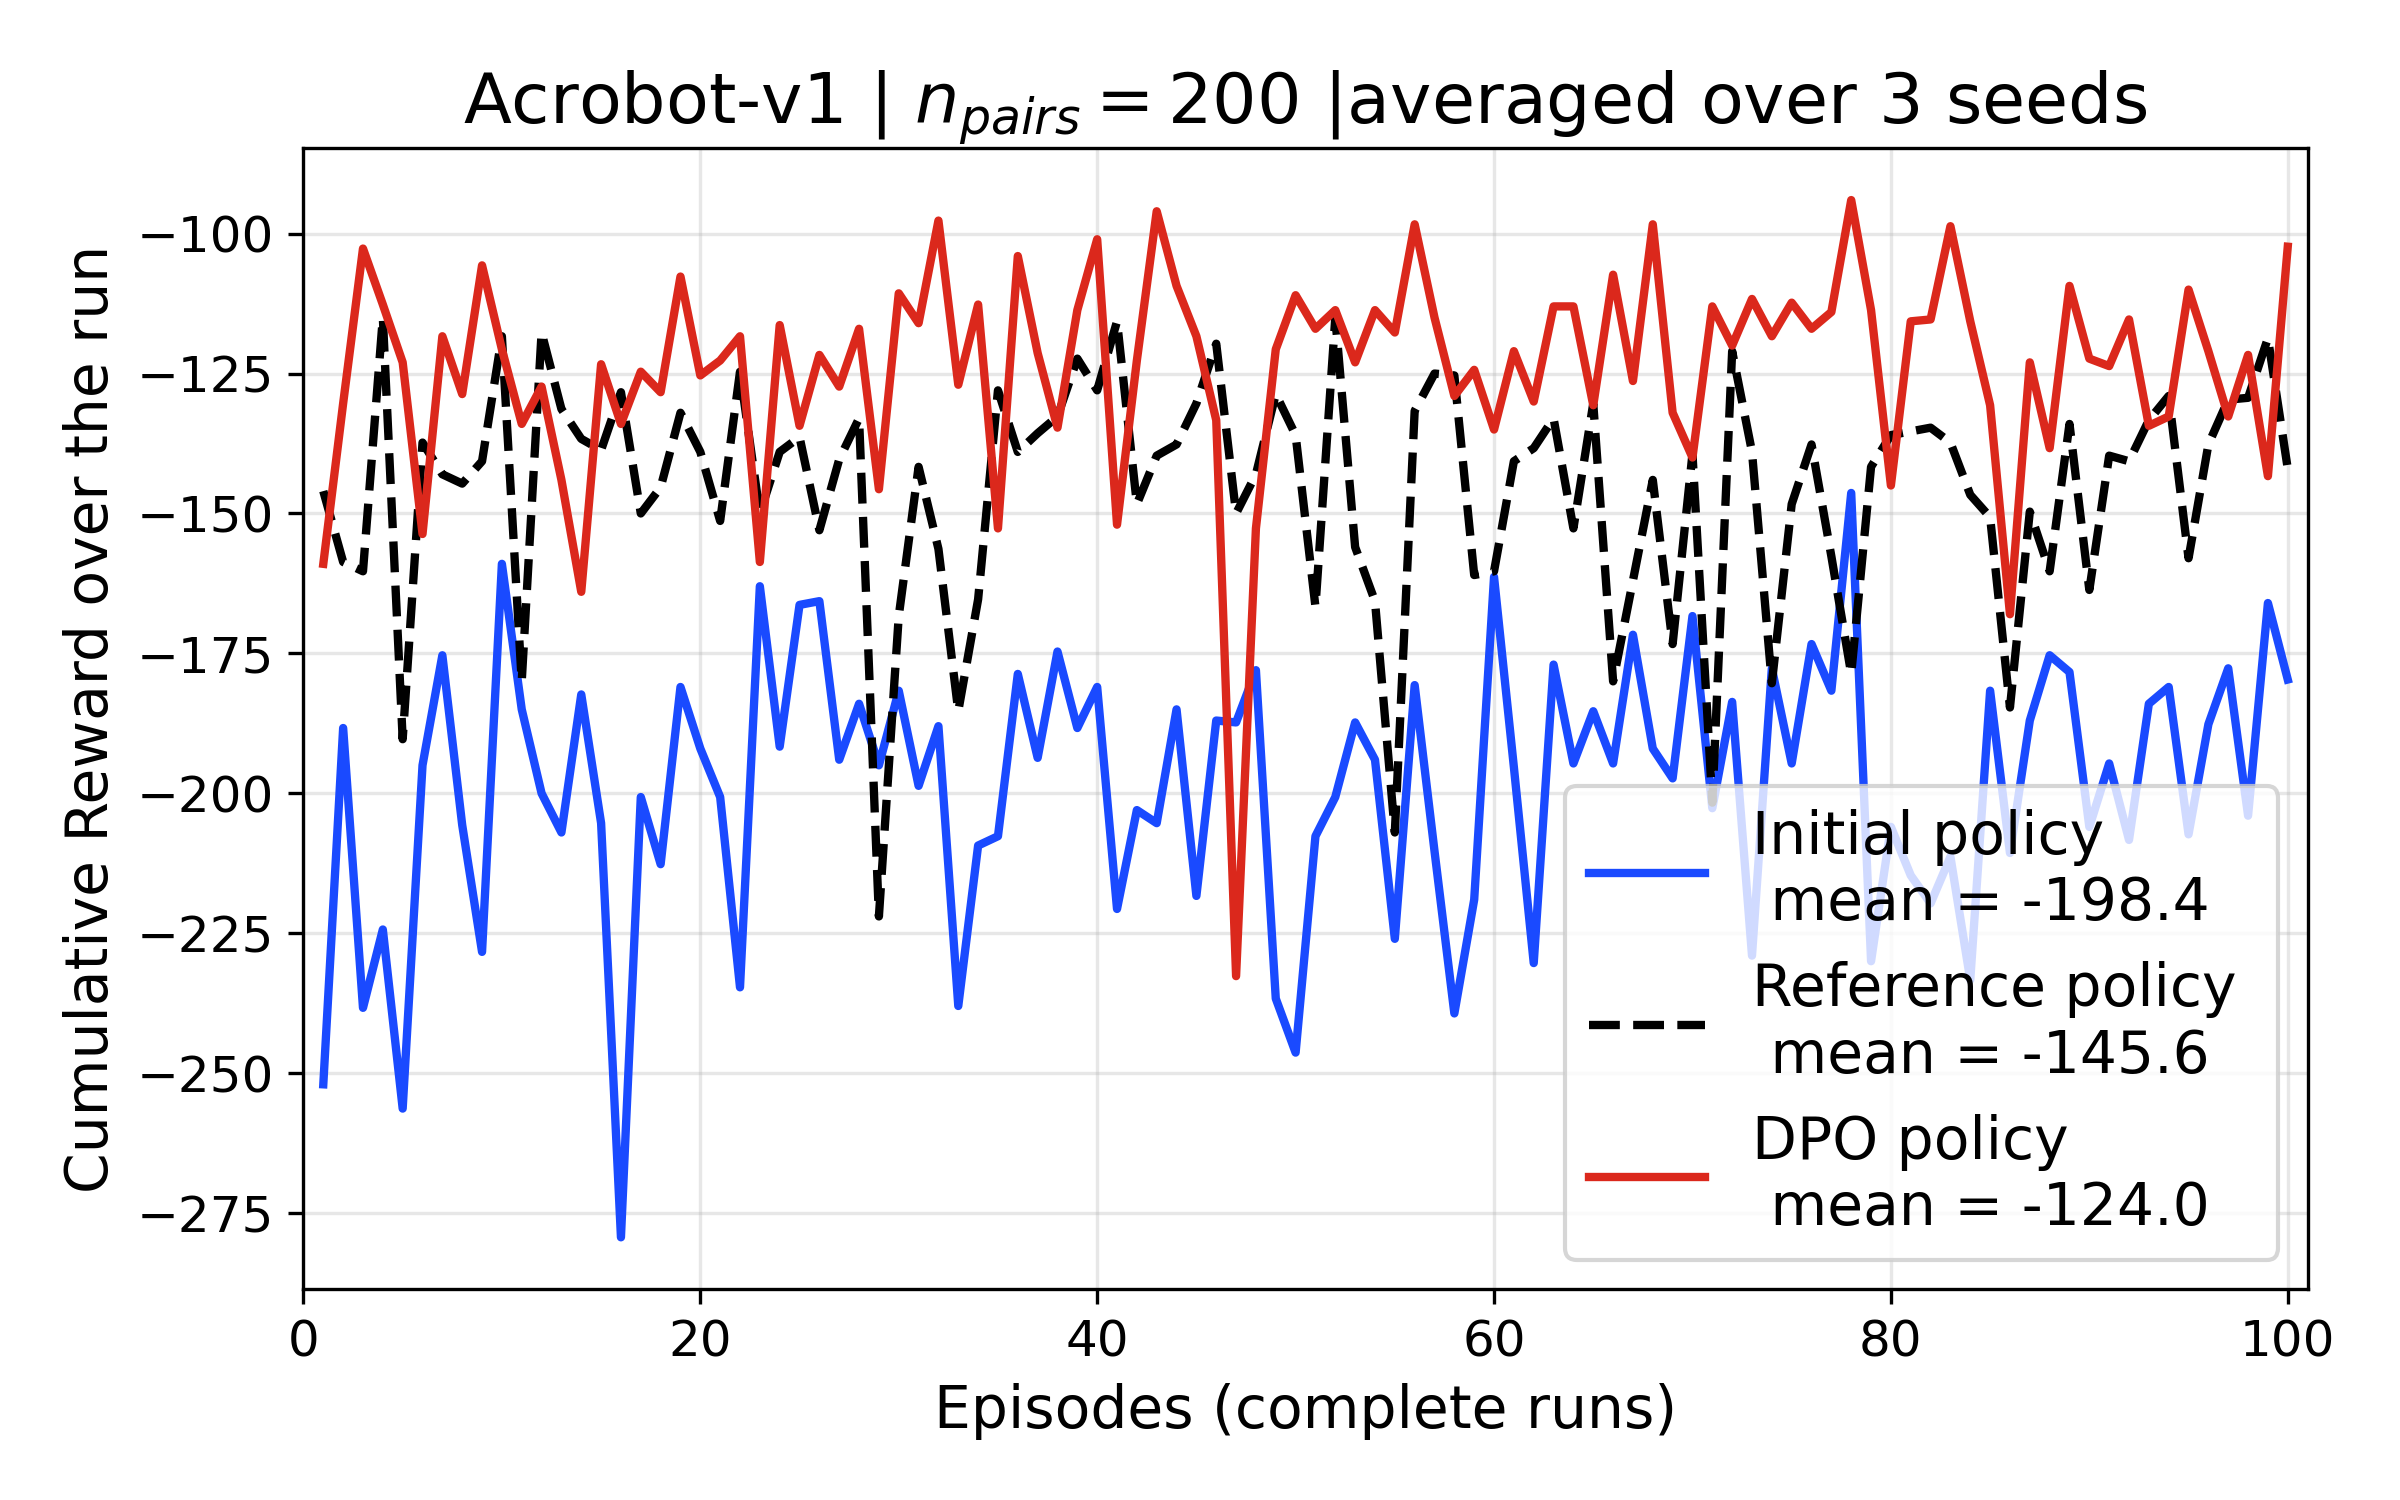 Acrobot-v1 | n_pairs = 200 |averaged over 3 seeds
Cumulative Reward over the run
−100
−125
−150
−175
−200
−225
−250
−275
Initial policy
mean = -198.4
Reference policy
mean = -145.6
DPO policy
mean = -124.0
0 20 40 60 80 100
Episodes (complete runs)